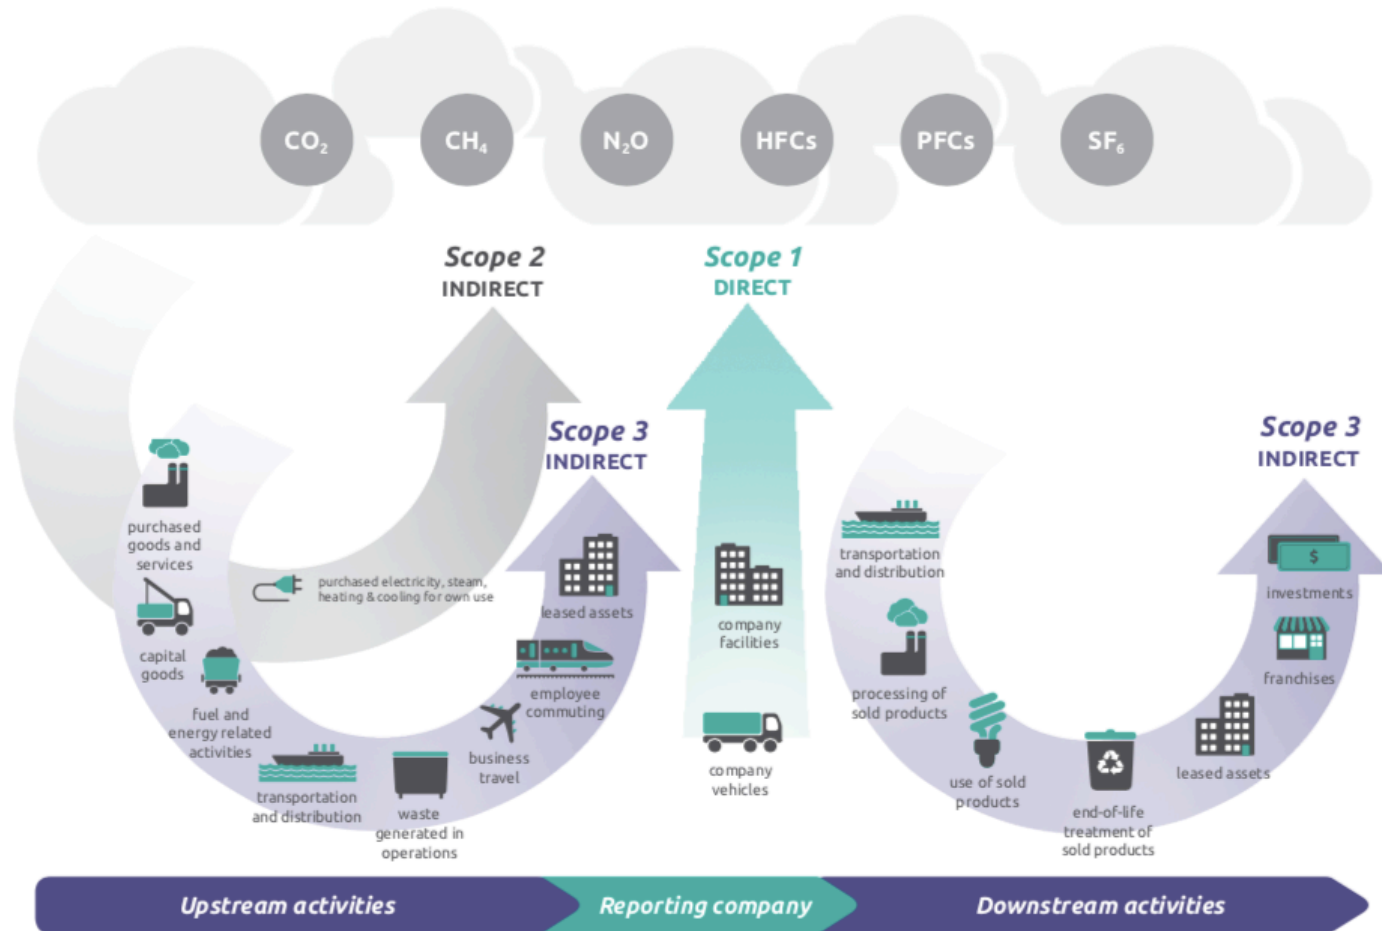 CO₂
CH₄
N₂O
HFCs
PFCs
SF₆
Scope 2
INDIRECT
Scope 1
DIRECT
Scope 3
INDIRECT
Scope 3
INDIRECT
purchased
goods and
services
capital
goods
fuel and
energy related
activities
transportation
and distribution
waste
generated in
operations
business
travel
employee
commuting
leased assets
purchased electricity, steam,
heating & cooling for own use
company
facilities
company
vehicles
transportation
and distribution
processing of
sold products
use of sold
products
end-of-life
treatment of
sold products
leased assets
franchises
$
investments
Upstream activities
Reporting company
Downstream activities